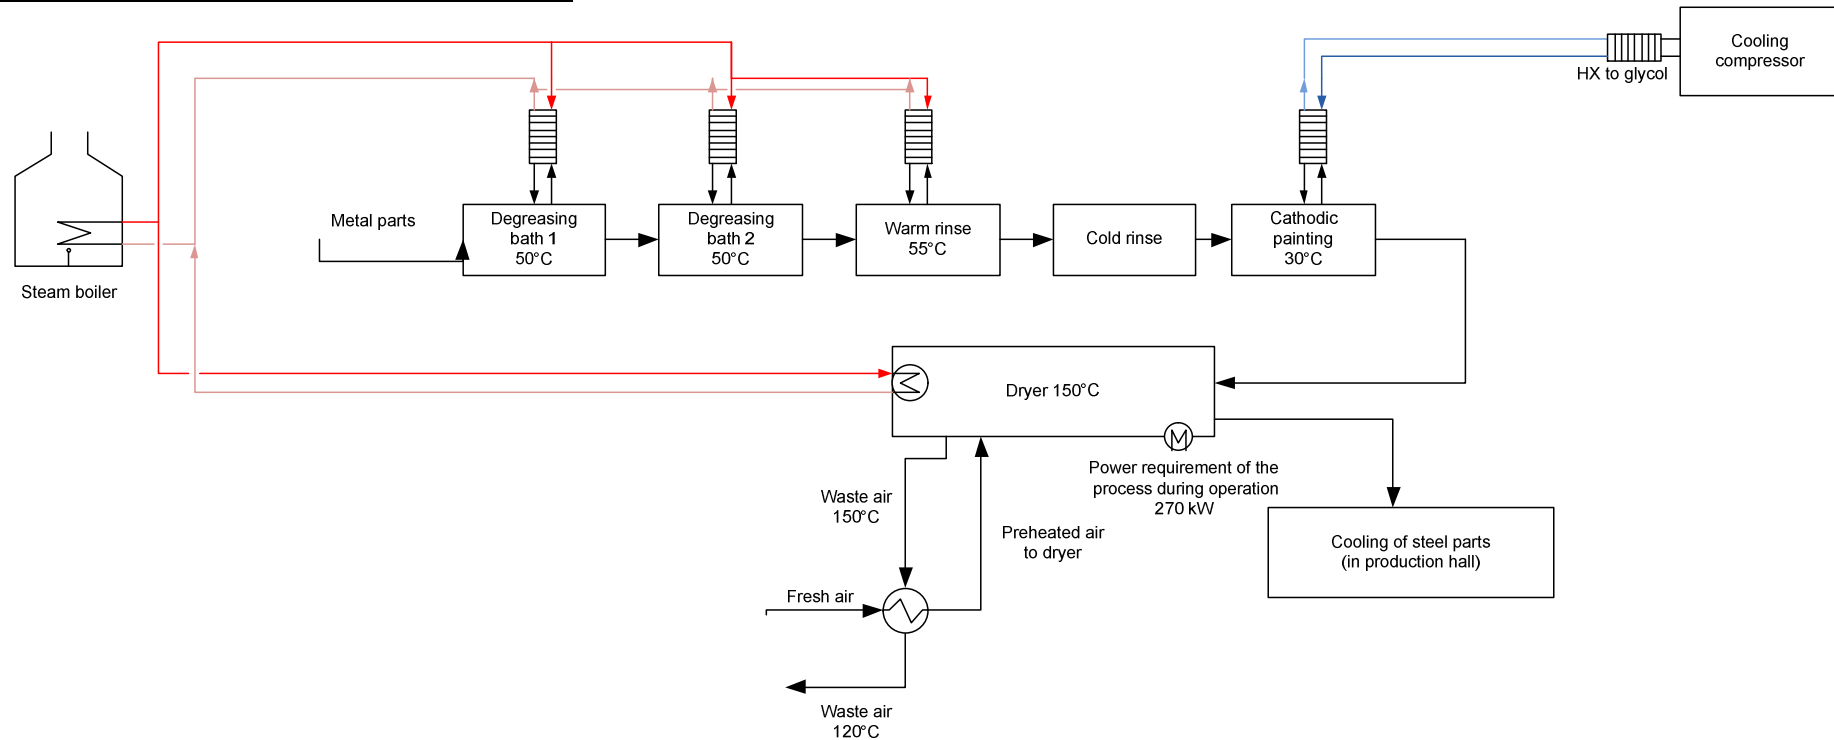 Cooling
compressor
HX to glycol
Metal parts
Degreasing
bath 1
50°C
Degreasing
bath 2
50°C
Warm rinse
55°C
Cold rinse
Cathodic
painting
30°C
Steam boiler
Dryer 150°C
M
Power requirement of the
process during operation
270 kW
Waste air
150°C
Preheated air
to dryer
Cooling of steel parts
(in production hall)
Fresh air
Waste air
120°C